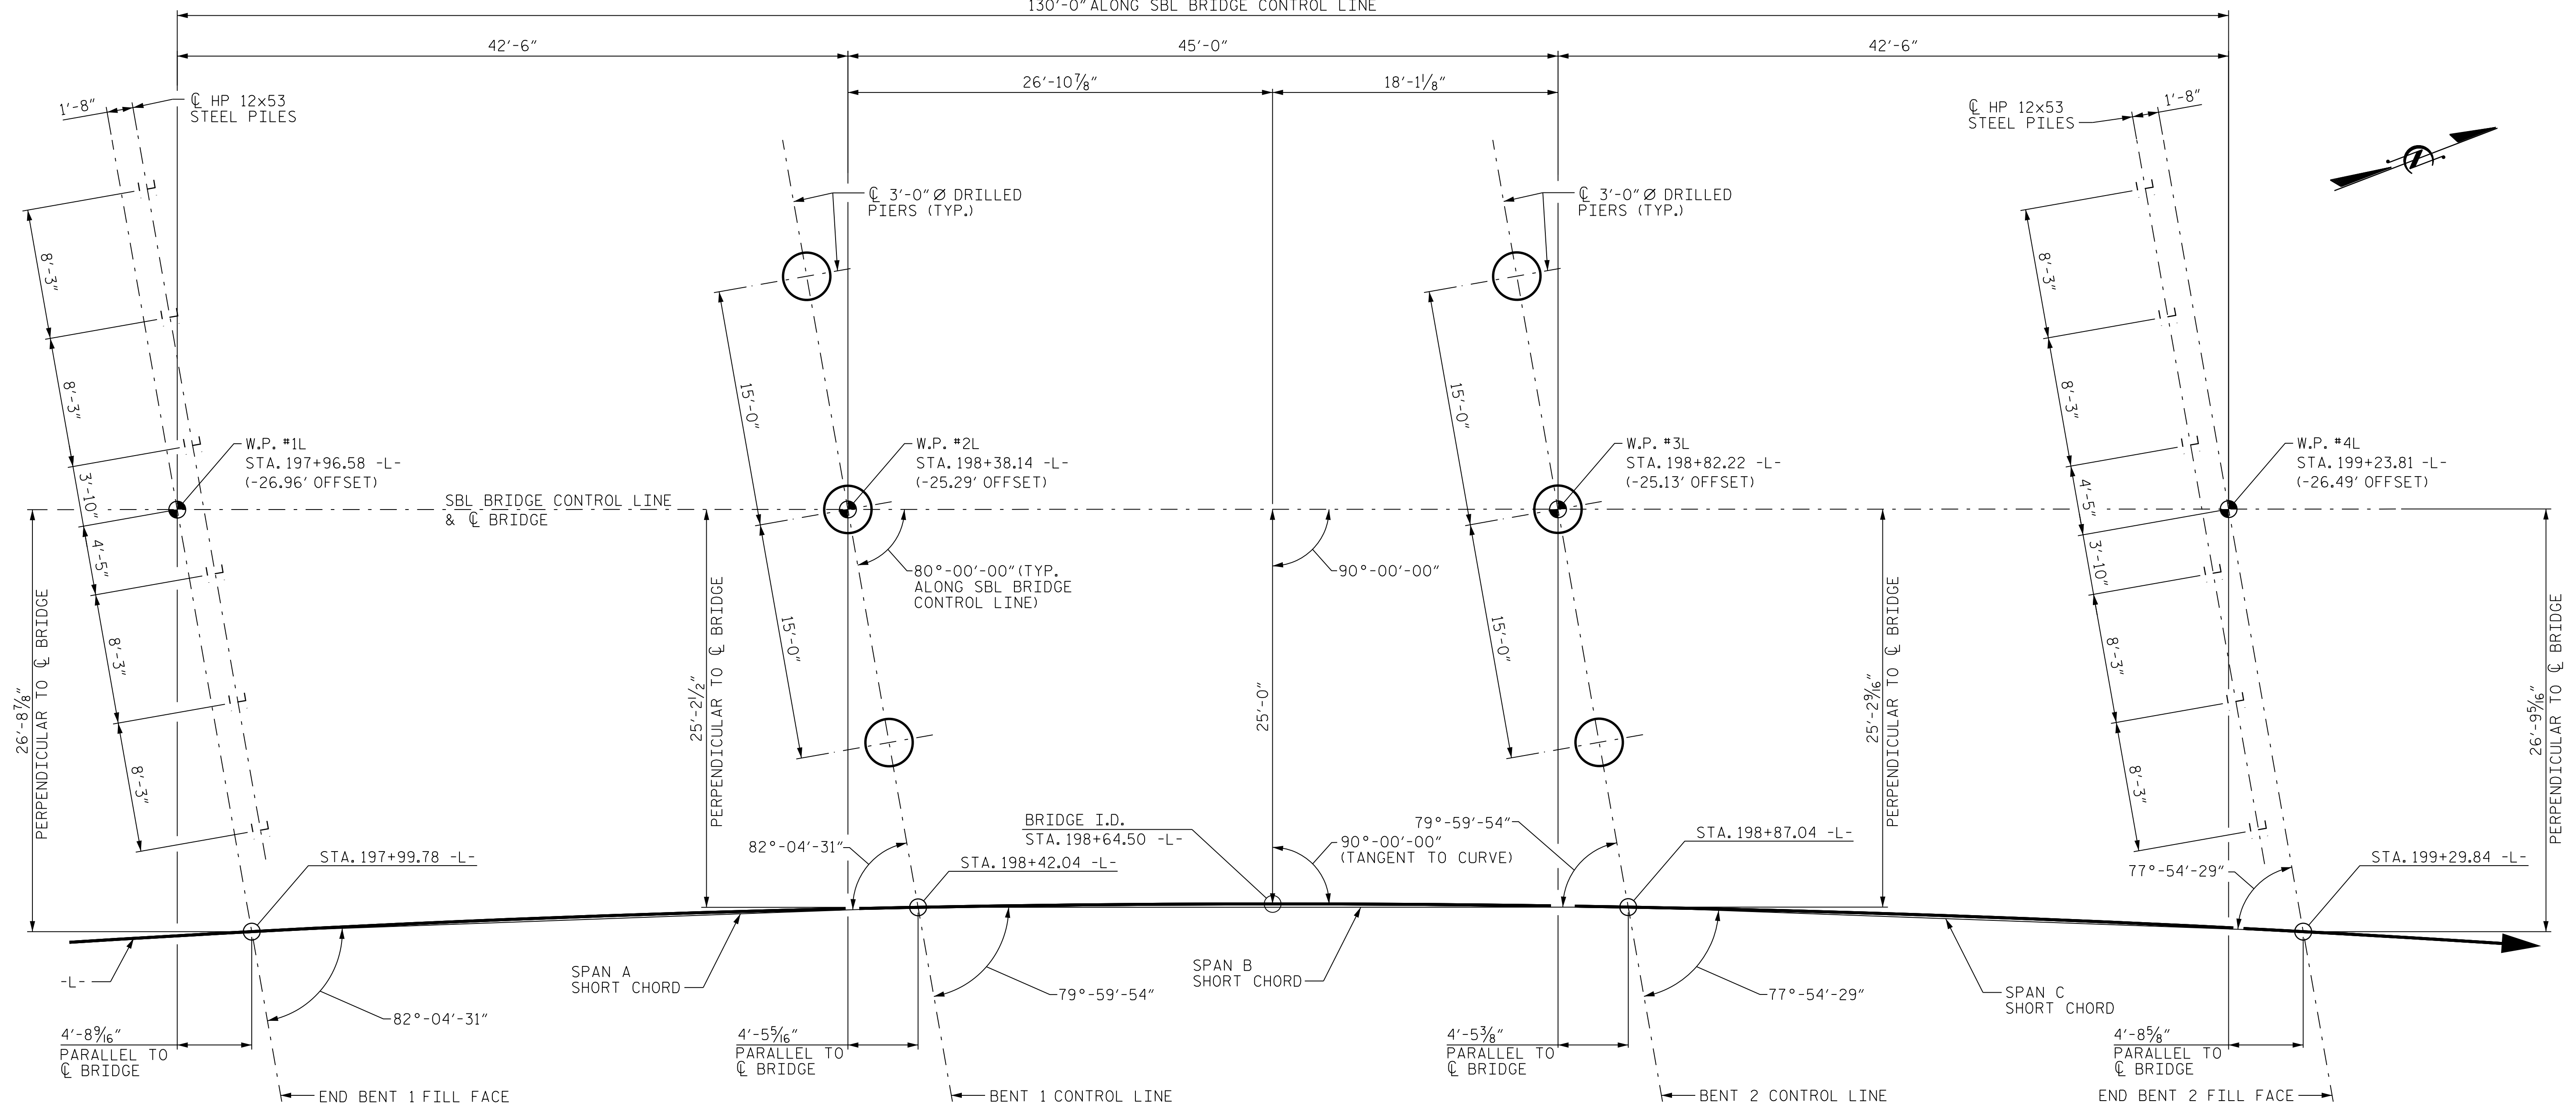 130'-0" ALONG SBL BRIDGE CONTROL LINE
42'-6"
45'-0"
42'-6"
26'-10⅞"
18'-1⅛"
1'-8"
℄ HP 12x53
STEEL PILES
℄ HP 12x53
STEEL PILES
1'-8"
℄ 3'-0" Ø DRILLED
PIERS (TYP.)
℄ 3'-0" Ø DRILLED
PIERS (TYP.)
8'-3"
8'-3"
3'-10"
4'-5"
8'-3"
8'-3"
15'-0"
15'-0"
15'-0"
15'-0"
8'-3"
8'-3"
4'-5"
3'-10"
8'-3"
8'-3"
W.P. #1L
STA. 197+96.58 -L-
(-26.96' OFFSET)
W.P. #2L
STA. 198+38.14 -L-
(-25.29' OFFSET)
W.P. #3L
STA. 198+82.22 -L-
(-25.13' OFFSET)
W.P. #4L
STA. 199+23.81 -L-
(-26.49' OFFSET)
SBL BRIDGE CONTROL LINE
& ℄ BRIDGE
80°-00'-00" (TYP.
ALONG SBL BRIDGE
CONTROL LINE)
90°-00'-00"
26'-8⅞"
PERPENDICULAR TO ℄ BRIDGE
25'-2½"
PERPENDICULAR TO ℄ BRIDGE
25'-0"
25'-2⁹⁄₁₆"
PERPENDICULAR TO ℄ BRIDGE
26'-9⁵⁄₁₆"
PERPENDICULAR TO ℄ BRIDGE
BRIDGE I.D.
STA. 198+64.50 -L-
90°-00'-00"
(TANGENT TO CURVE)
82°-04'-31"
79°-59'-54"
77°-54'-29"
STA. 197+99.78 -L-
STA. 198+42.04 -L-
STA. 198+87.04 -L-
STA. 199+29.84 -L-
-L-
SPAN A
SHORT CHORD
SPAN B
SHORT CHORD
SPAN C
SHORT CHORD
82°-04'-31"
79°-59'-54"
77°-54'-29"
4'-8⁹⁄₁₆"
PARALLEL TO
℄ BRIDGE
4'-5⁵⁄₁₆"
PARALLEL TO
℄ BRIDGE
4'-5⅜"
PARALLEL TO
℄ BRIDGE
4'-8⅝"
PARALLEL TO
℄ BRIDGE
END BENT 1 FILL FACE
BENT 1 CONTROL LINE
BENT 2 CONTROL LINE
END BENT 2 FILL FACE